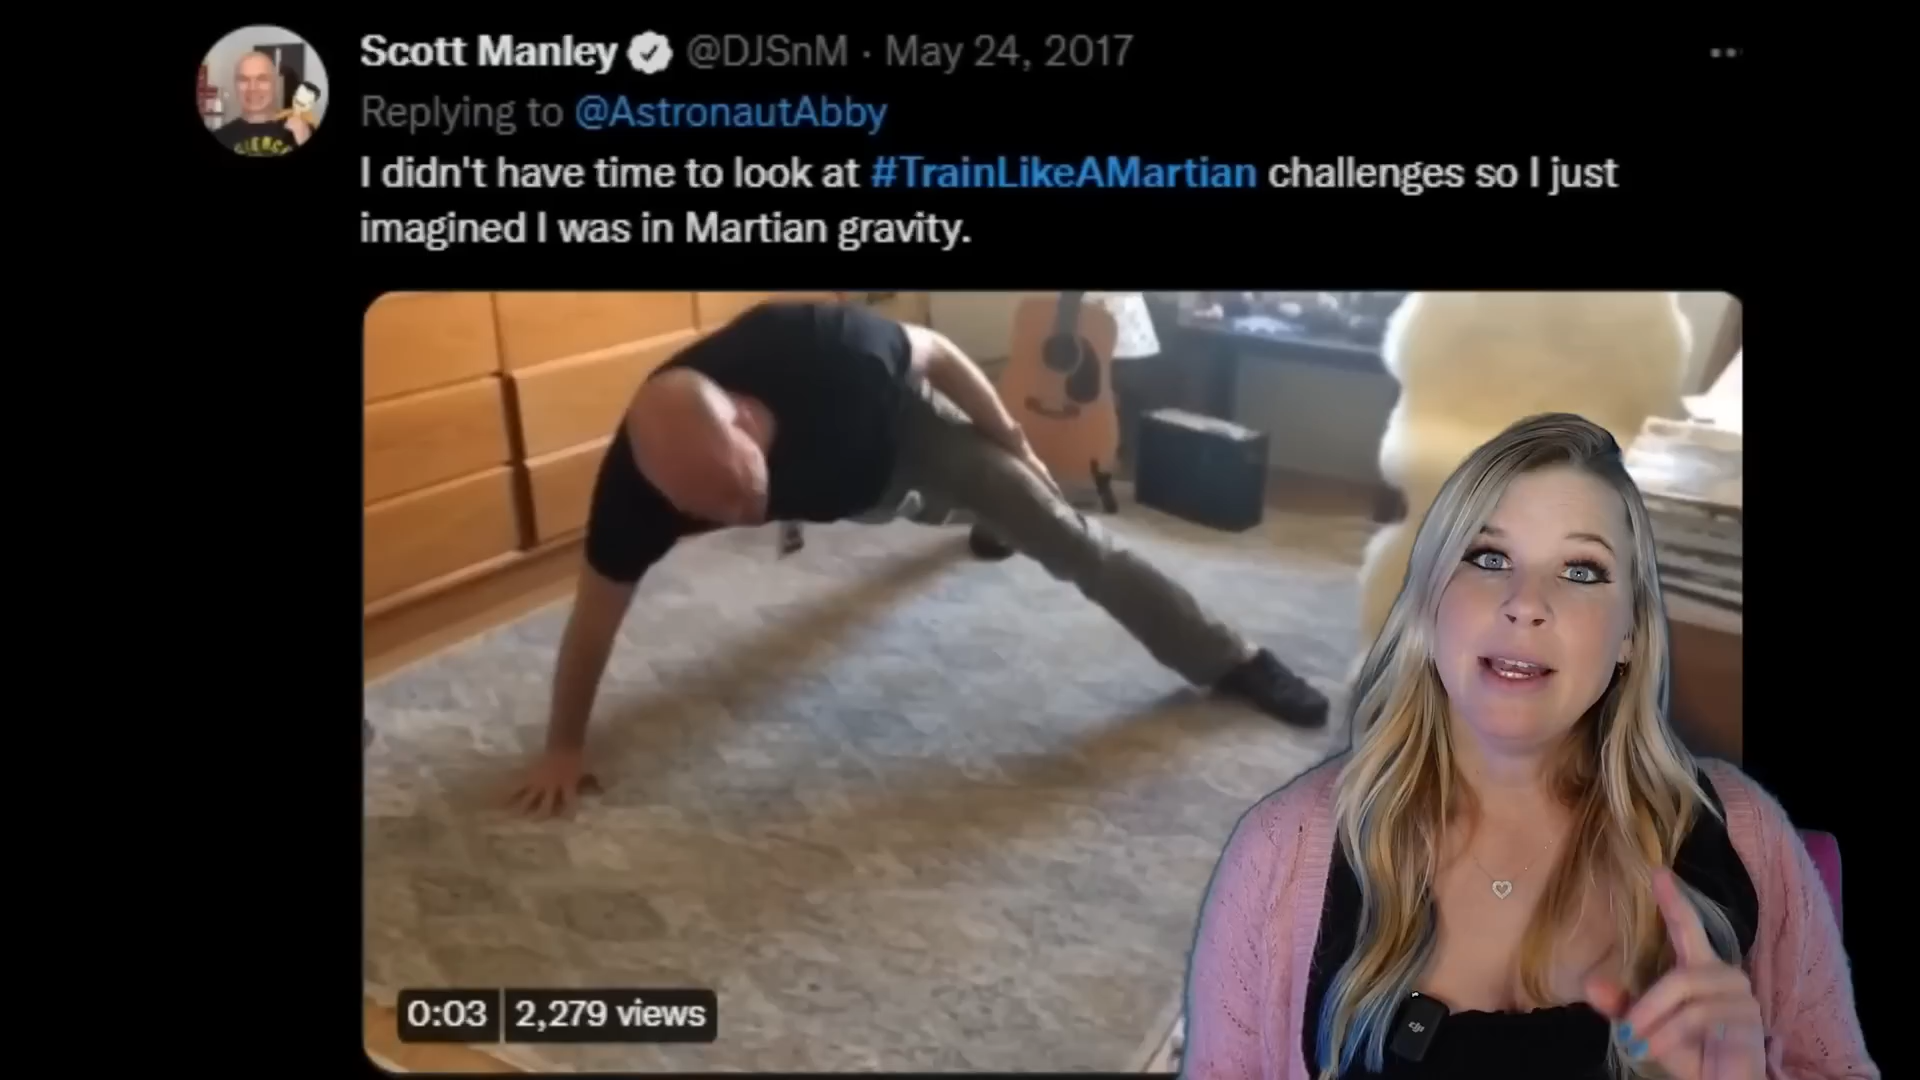 Scott Manley @DJSnM · May 24, 2017
Replying to @AstronautAbby
I didn't have time to look at #TrainLikeAMartian challenges so I just
imagined I was in Martian gravity.
0:03 2,279 views
dji